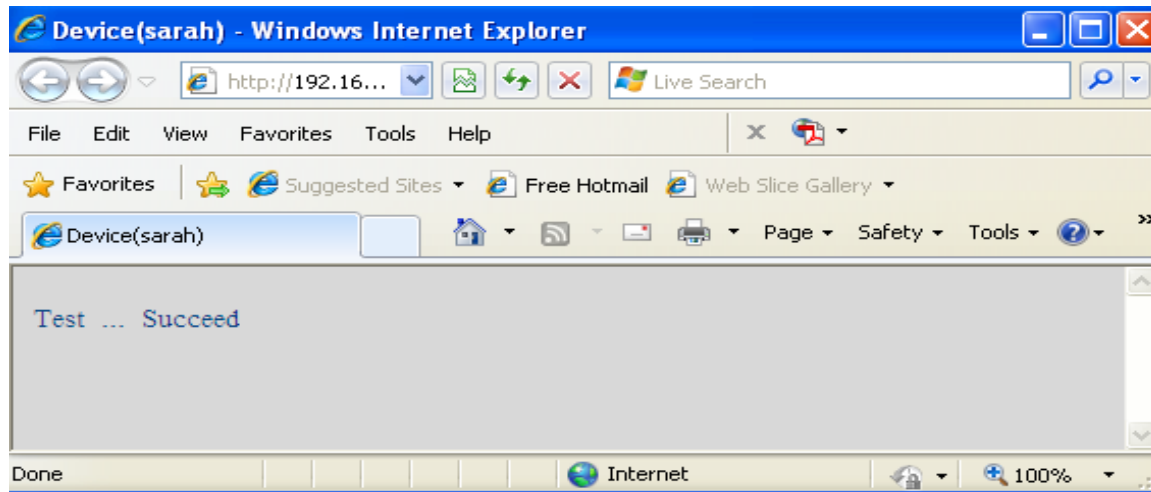 Device(sarah) - Windows Internet Explorer
http://192.16... Live Search
File Edit View Favorites Tools Help
Favorites Suggested Sites Free Hotmail Web Slice Gallery
Device(sarah) Page Safety Tools
Test ... Succeed
Done Internet 100%